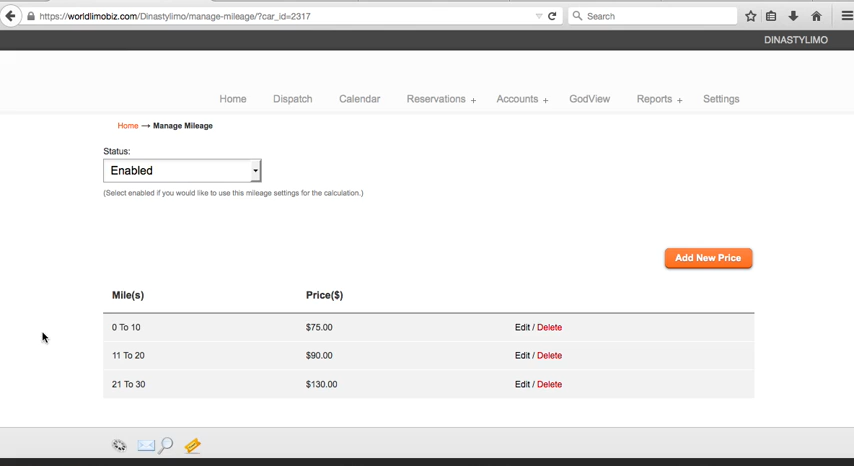 https://worldlimobiz.com/Dinastylimo/manage-mileage/?car_id=2317
Search
DINASTYLIMO
Home Dispatch Calendar Reservations + Accounts + GodView Reports + Settings
Home → Manage Mileage
Status:
Enabled
(Select enabled if you would like to use this mileage settings for the calculation.)
Add New Price
Mile(s) Price($)
0 To 10 $75.00 Edit / Delete
11 To 20 $90.00 Edit / Delete
21 To 30 $130.00 Edit / Delete